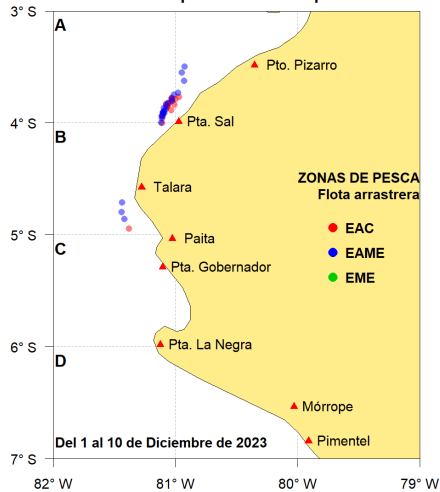 3° S
A
Pto. Pizarro
4° S
Pta. Sal
B
ZONAS DE PESCA
Flota arrastrera
Talara
EAC
5° S
Paita
C
EAME
Pta. Gobernador
EME
6° S
Pta. La Negra
D
Mórrope
Del 1 al 10 de Diciembre de 2023
Pimentel
7° S
82° W
81° W
80° W
79° W